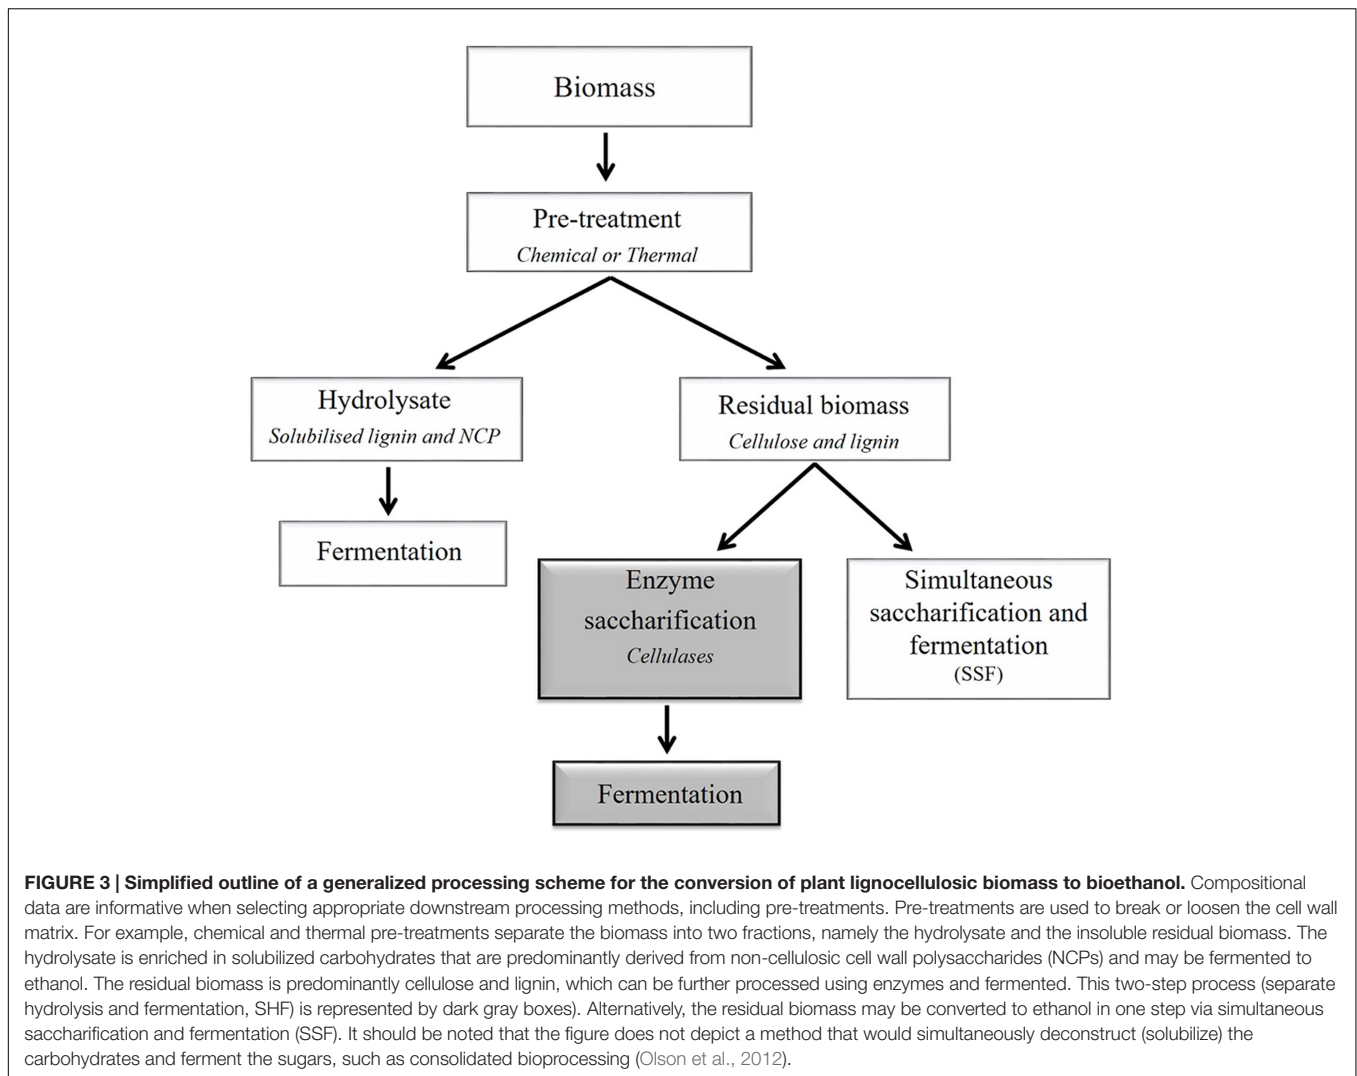 Biomass
Pre-treatment
Chemical or Thermal
Hydrolysate
Solubilised lignin and NCP
Residual biomass
Cellulose and lignin
Fermentation
Enzyme
saccharification
Cellulases
Simultaneous
saccharification and
fermentation
(SSF)
Fermentation
FIGURE 3 | Simplified outline of a generalized processing scheme for the conversion of plant lignocellulosic biomass to bioethanol. Compositional
data are informative when selecting appropriate downstream processing methods, including pre-treatments. Pre-treatments are used to break or loosen the cell wall
matrix. For example, chemical and thermal pre-treatments separate the biomass into two fractions, namely the hydrolysate and the insoluble residual biomass. The
hydrolysate is enriched in solubilized carbohydrates that are predominantly derived from non-cellulosic cell wall polysaccharides (NCPs) and may be fermented to
ethanol. The residual biomass is predominantly cellulose and lignin, which can be further processed using enzymes and fermented. This two-step process (separate
hydrolysis and fermentation, SHF) is represented by dark gray boxes). Alternatively, the residual biomass may be converted to ethanol in one step via simultaneous
saccharification and fermentation (SSF). It should be noted that the figure does not depict a method that would simultaneously deconstruct (solubilize) the
carbohydrates and ferment the sugars, such as consolidated bioprocessing (Olson et al., 2012).